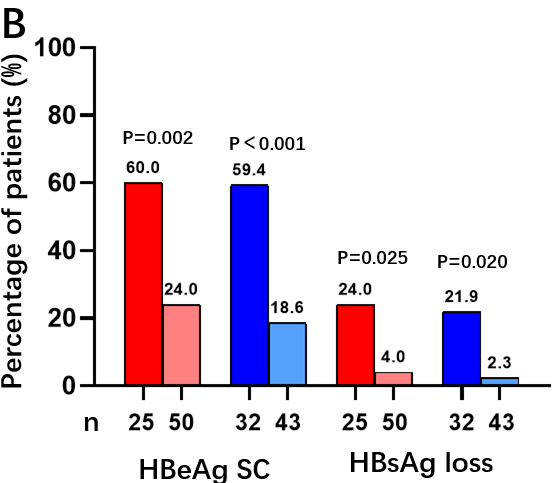 B
Percentage of patients (%)
100
80
60
40
20
0
P=0.002
P<0.001
P=0.025
P=0.020
60.0
24.0
59.4
18.6
24.0
4.0
21.9
2.3
n 25 50 32 43 25 50 32 43
HBeAg SC HBsAg loss